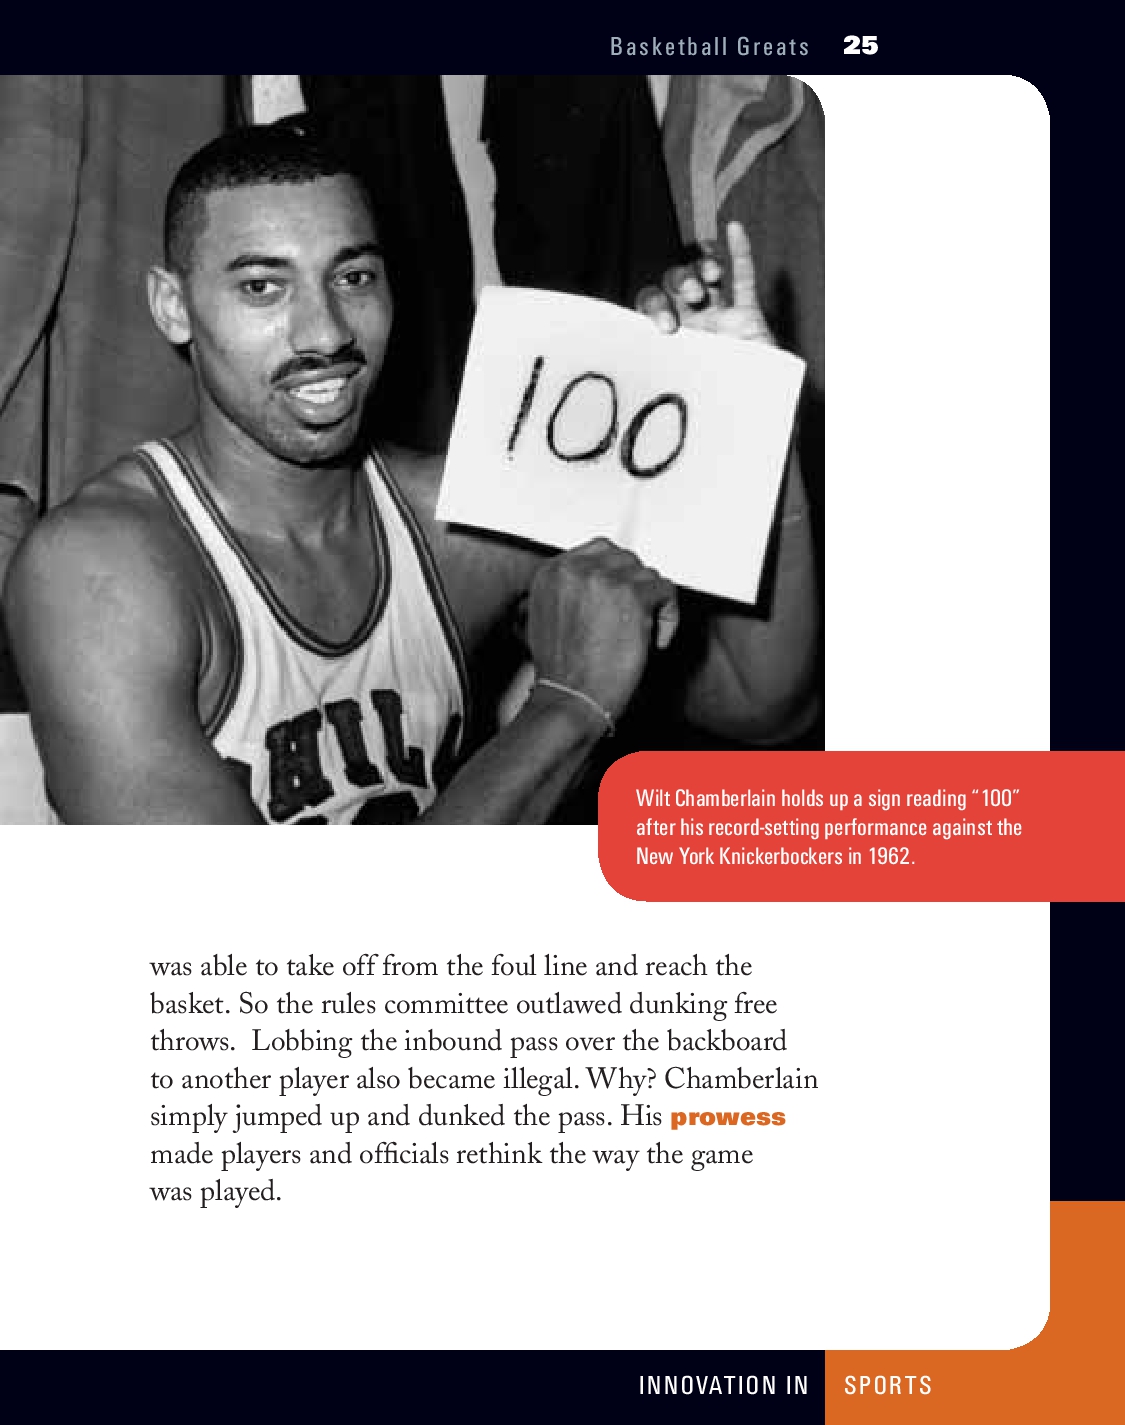 Basketball Greats 25
100
HIL
Wilt Chamberlain holds up a sign reading “100”
after his record-setting performance against the
New York Knickerbockers in 1962.
was able to take off from the foul line and reach the
basket. So the rules committee outlawed dunking free
throws.  Lobbing the inbound pass over the backboard
to another player also became illegal. Why? Chamberlain
simply jumped up and dunked the pass. His prowess
made players and officials rethink the way the game
was played.
INNOVATION IN SPORTS